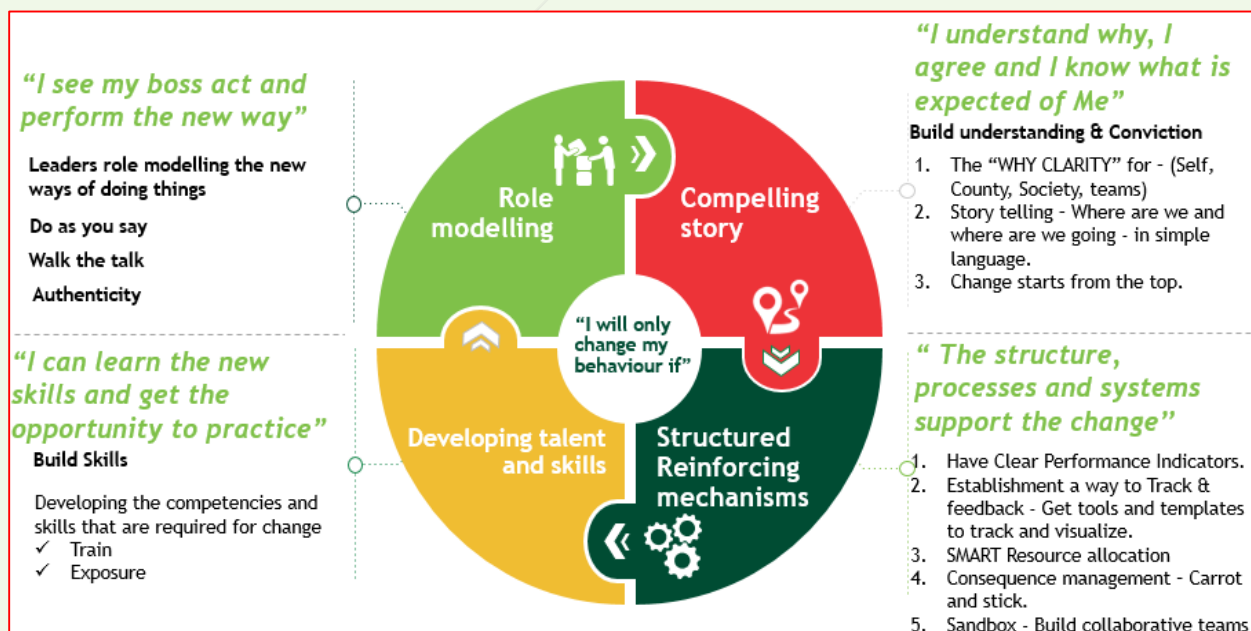 “I see my boss act and
perform the new way”
Leaders role modelling the new
ways of doing things
Do as you say
Walk the talk
Authenticity
“I can learn the new
skills and get the
opportunity to practice”
Build Skills
Developing the competencies and
skills that are required for change
✓ Train
✓ Exposure
Role
modelling
Compelling
story
“I will only
change my
behaviour if”
Developing talent
and skills
Structured
Reinforcing
mechanisms
“I understand why, I
agree and I know what is
expected of Me”
Build understanding & Conviction
1. The “WHY CLARITY” for - (Self,
County, Society, teams)
2. Story telling - Where are we and
where are we going - in simple
language.
3. Change starts from the top.
“ The structure,
processes and systems
support the change”
1. Have Clear Performance Indicators.
2. Establishment a way to Track &
feedback - Get tools and templates
to track and visualize.
3. SMART Resource allocation
4. Consequence management - Carrot
and stick.
5. Sandbox - Build collaborative teams